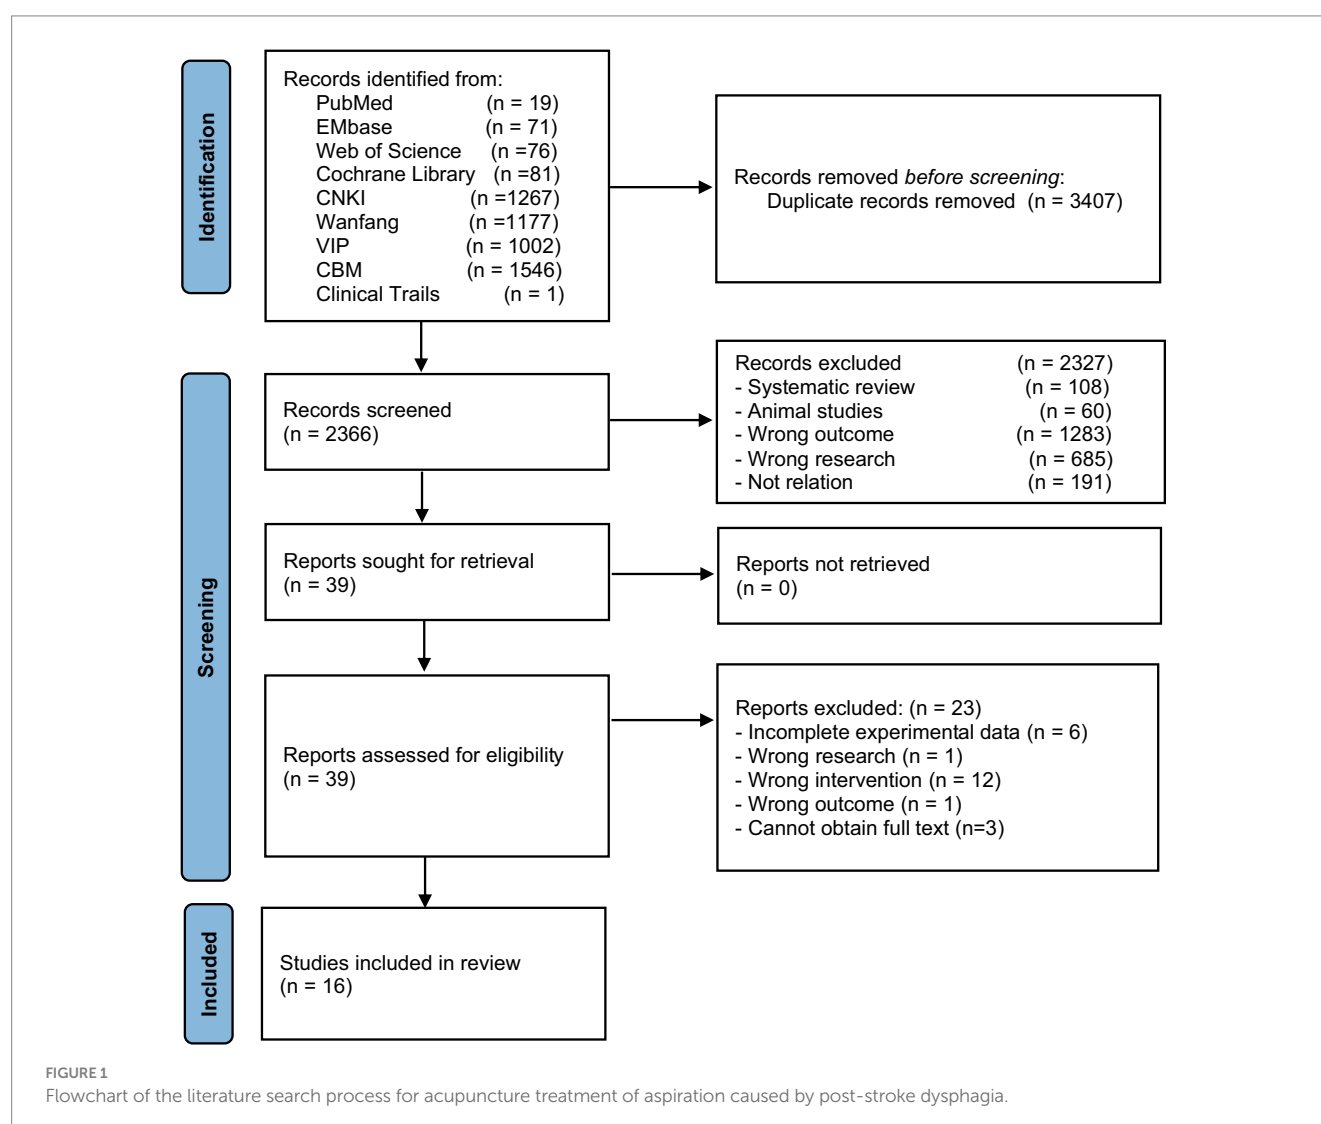 Identification
Records identified from:
PubMed (n = 19)
EMbase (n = 71)
Web of Science (n =76)
Cochrane Library (n =81)
CNKI (n =1267)
Wanfang (n =1177)
VIP (n = 1002)
CBM (n = 1546)
Clinical Trails (n = 1)
Records removed before screening:
Duplicate records removed (n = 3407)
Screening
Records screened
(n = 2366)
Records excluded (n = 2327)
- Systematic review (n = 108)
- Animal studies (n = 60)
- Wrong outcome (n = 1283)
- Wrong research (n = 685)
- Not relation (n = 191)
Reports sought for retrieval
(n = 39)
Reports not retrieved
(n = 0)
Reports assessed for eligibility
(n = 39)
Reports excluded: (n = 23)
- Incomplete experimental data (n = 6)
- Wrong research (n = 1)
- Wrong intervention (n = 12)
- Wrong outcome (n = 1)
- Cannot obtain full text (n=3)
Included
Studies included in review
(n = 16)
FIGURE 1
Flowchart of the literature search process for acupuncture treatment of aspiration caused by post-stroke dysphagia.